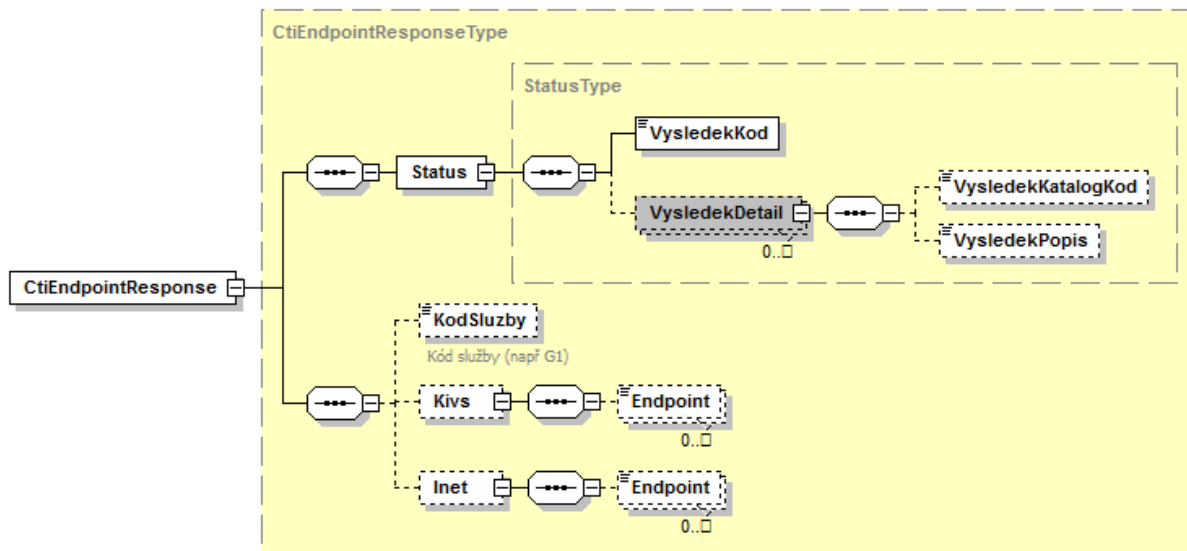 CtiEndpointResponseType
StatusType
VysledekKod
Status
VysledekKatalogKod
VysledekDetail
0..□
VysledekPopis
CtiEndpointResponse
KodSluzby
Kód služby (např G1)
Kivs
Endpoint
0..□
Inet
Endpoint
0..□